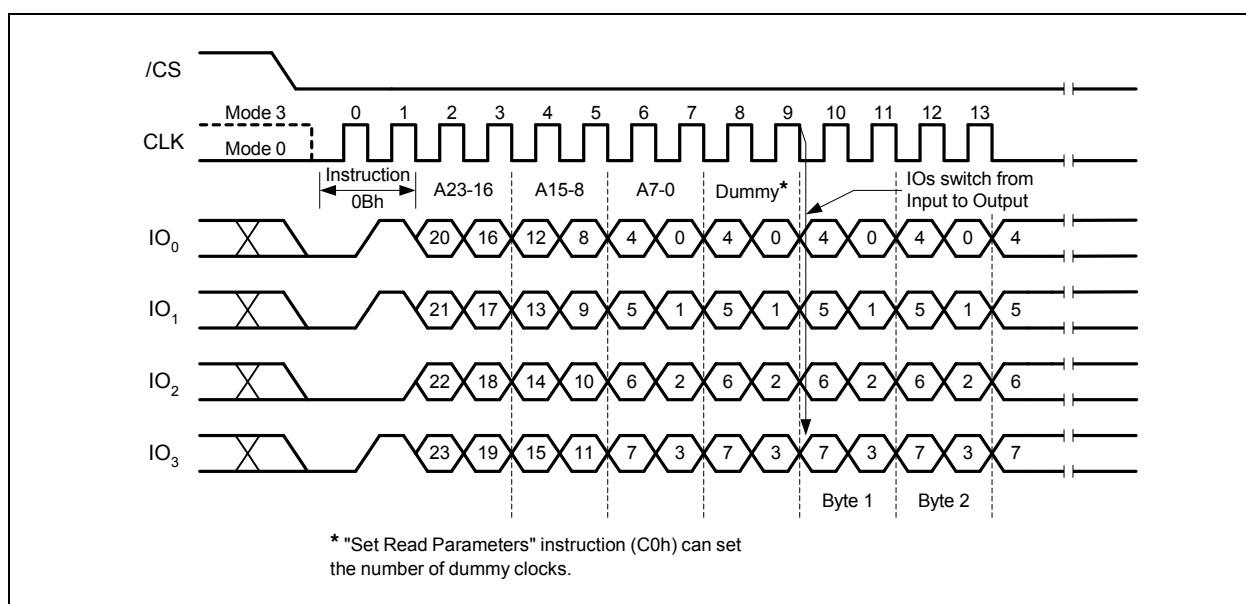 /CS
Mode 3 0 1 2 3 4 5 6 7 8 9 10 11 12 13
CLK
Mode 0
Instruction
0Bh
A23-16 A15-8 A7-0 Dummy*
IOs switch from
Input to Output
IO0 20 16 12 8 4 0 4 0 4 0 4 0 4
IO1 21 17 13 9 5 1 5 1 5 1 5 1 5
IO2 22 18 14 10 6 2 6 2 6 2 6 2 6
IO3 23 19 15 11 7 3 7 3 7 3 7 3 7
Byte 1 Byte 2
* "Set Read Parameters" instruction (C0h) can set
the number of dummy clocks.